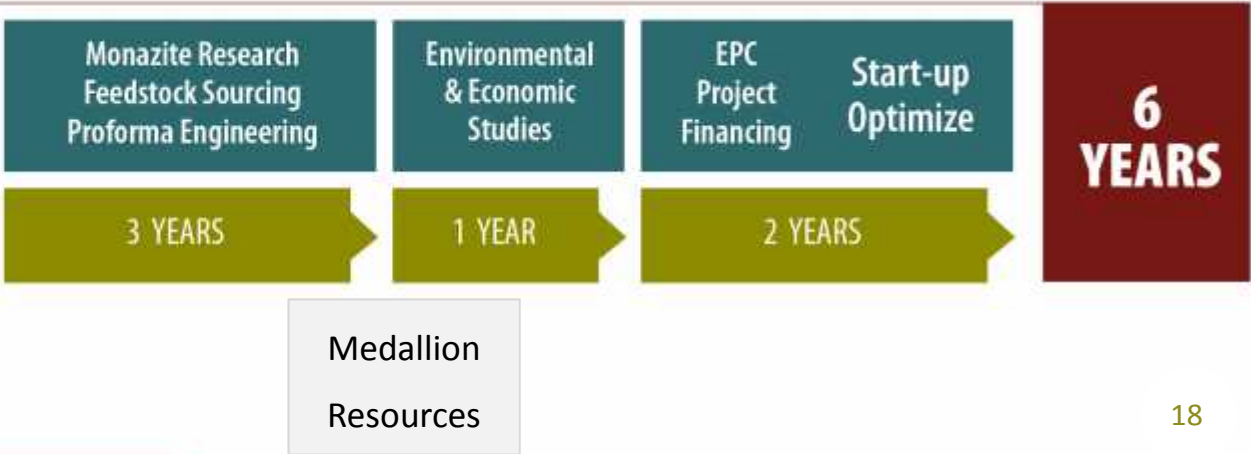 Monazite Research
Feedstock Sourcing
Proforma Engineering
Environmental
& Economic
Studies
EPC
Project
Financing
Start-up
Optimize
6
YEARS
3 YEARS
1 YEAR
2 YEARS
Medallion
Resources
18